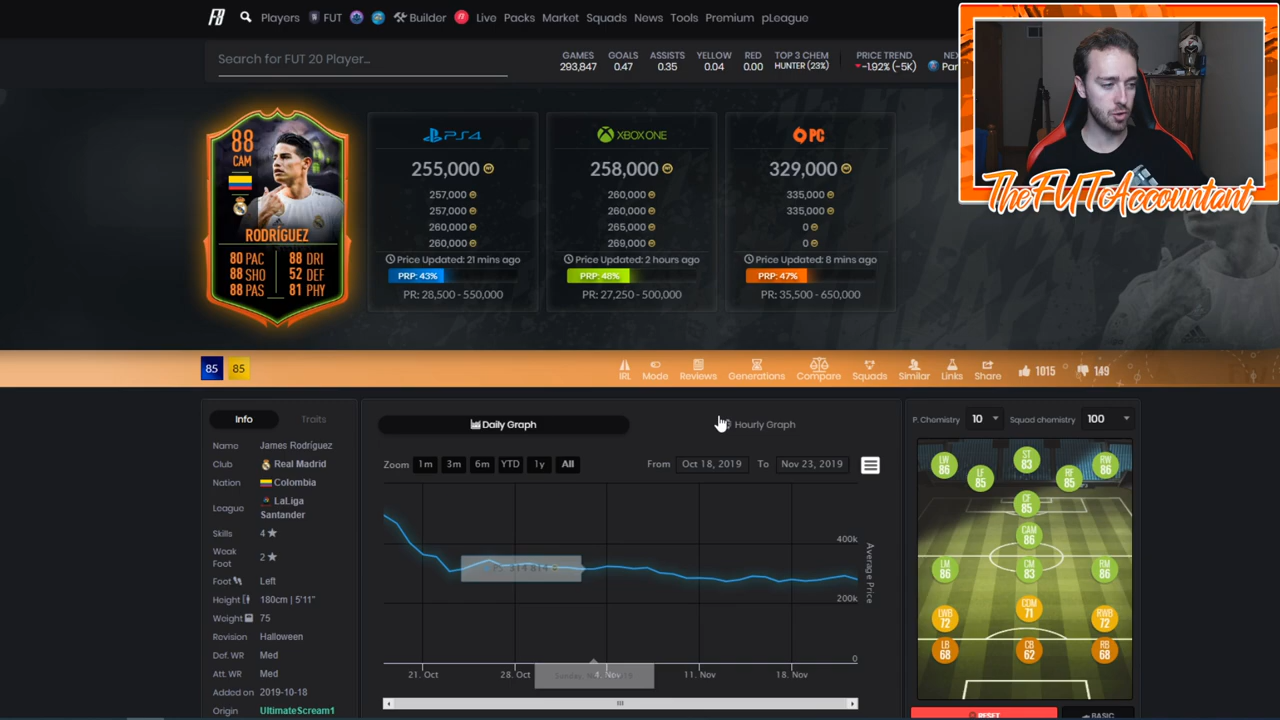 F8 Players FUT Builder Live Packs Market Squads News Tools Premium pLeague
Search for FUT 20 Player...
GAMES GOALS ASSISTS YELLOW RED TOP 3 CHEM PRICE TREND
293,847 0.47 0.35 0.04 0.00 HUNTER (23%) -1.92% (-5K)
88
CAM
RODRÍGUEZ
80 PAC 88 DRI
88 SHO 52 DEF
88 PAS 81 PHY
PS4
255,000
257,000
257,000
260,000
260,000
Price Updated: 21 mins ago
PRP: 43%
PR: 28,500 - 550,000
XBOX ONE
258,000
260,000
260,000
265,000
269,000
Price Updated: 2 hours ago
PRP: 48%
PR: 27,250 - 500,000
PC
329,000
335,000
335,000
0
0
Price Updated: 8 mins ago
PRP: 47%
PR: 35,500 - 650,000
TheFUTAccountant
85 85
IRL Mode Reviews Generations Compare Squads Similar Links Share 1015 149
Info Traits
Name James Rodríguez
Club Real Madrid
Nation Colombia
League LaLiga Santander
Skills 4
Weak Foot 2
Foot Left
Height 180cm | 5'11"
Weight 75
Revision Halloween
Def. WR Med
Att. WR Med
Added on 2019-10-18
Origin UltimateScream1
Daily Graph Hourly Graph
Zoom 1m 3m 6m YTD 1y All From Oct 18, 2019 To Nov 23, 2019
400k
200k
0
Average Price
21. Oct 28. Oct 4. Nov 11. Nov 18. Nov
P. Chemistry 10 Squad chemistry 100
LW 86
LF 85
ST 83
RF 85
RW 86
CF 85
CAM 86
LM 86
CM 83
RM 86
LWB 72
CDM 71
RWB 72
LB 68
CB 62
RB 68
RESET BASIC